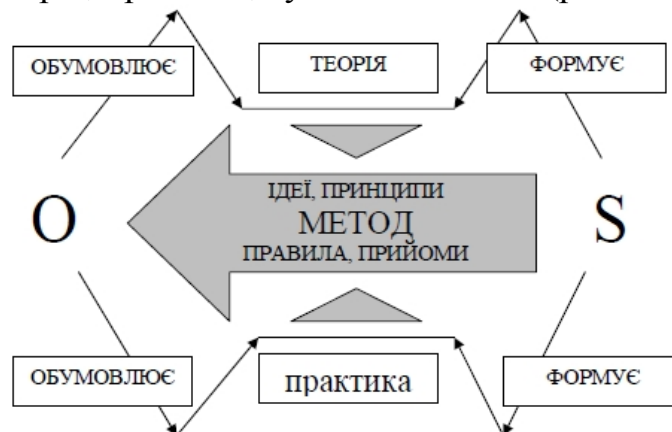 ОБУМОВЛЮЄ
ТЕОРІЯ
ФОРМУЄ
O
ІДЕЇ, ПРИНЦИПИ
МЕТОД
ПРАВИЛА, ПРИЙОМИ
S
ОБУМОВЛЮЄ
практика
ФОРМУЄ